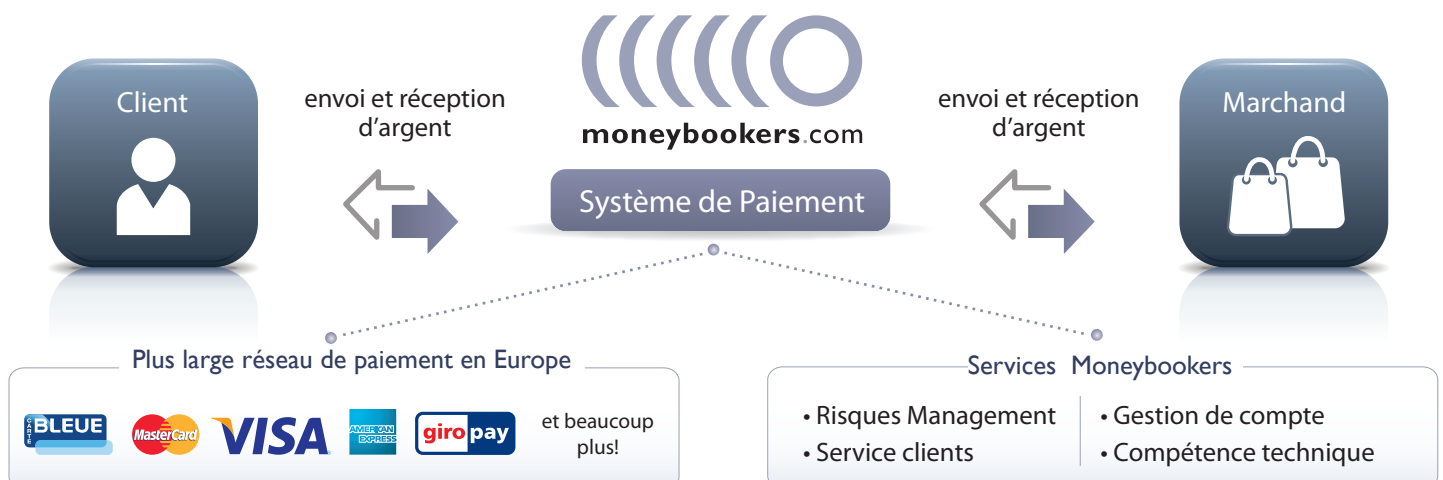 Client
envoi et réception
d'argent
moneybookers.com
Système de Paiement
envoi et réception
d'argent
Marchand
Plus large réseau de paiement en Europe
CARTE BLEUE
MasterCard
VISA
AMERICAN
EXPRESS
giropay
et beaucoup
plus!
Services Moneybookers
• Risques Management
• Service clients
• Gestion de compte
• Compétence technique